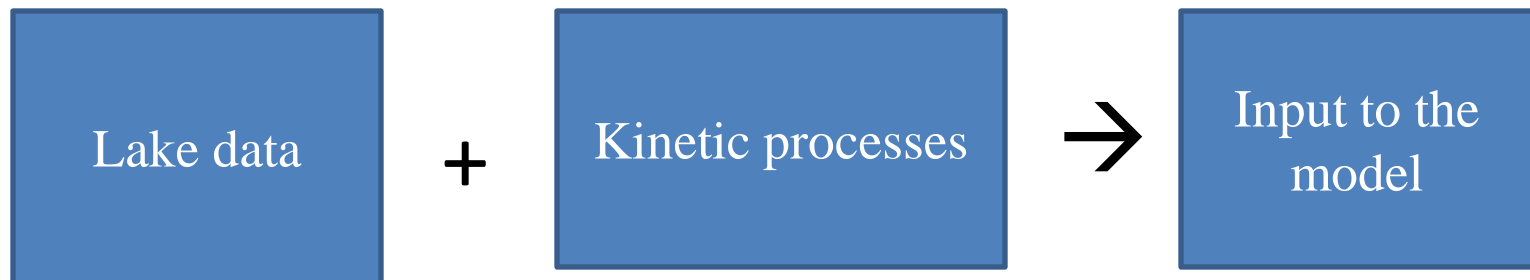 Lake data
+
Kinetic processes
→
Input to the
model